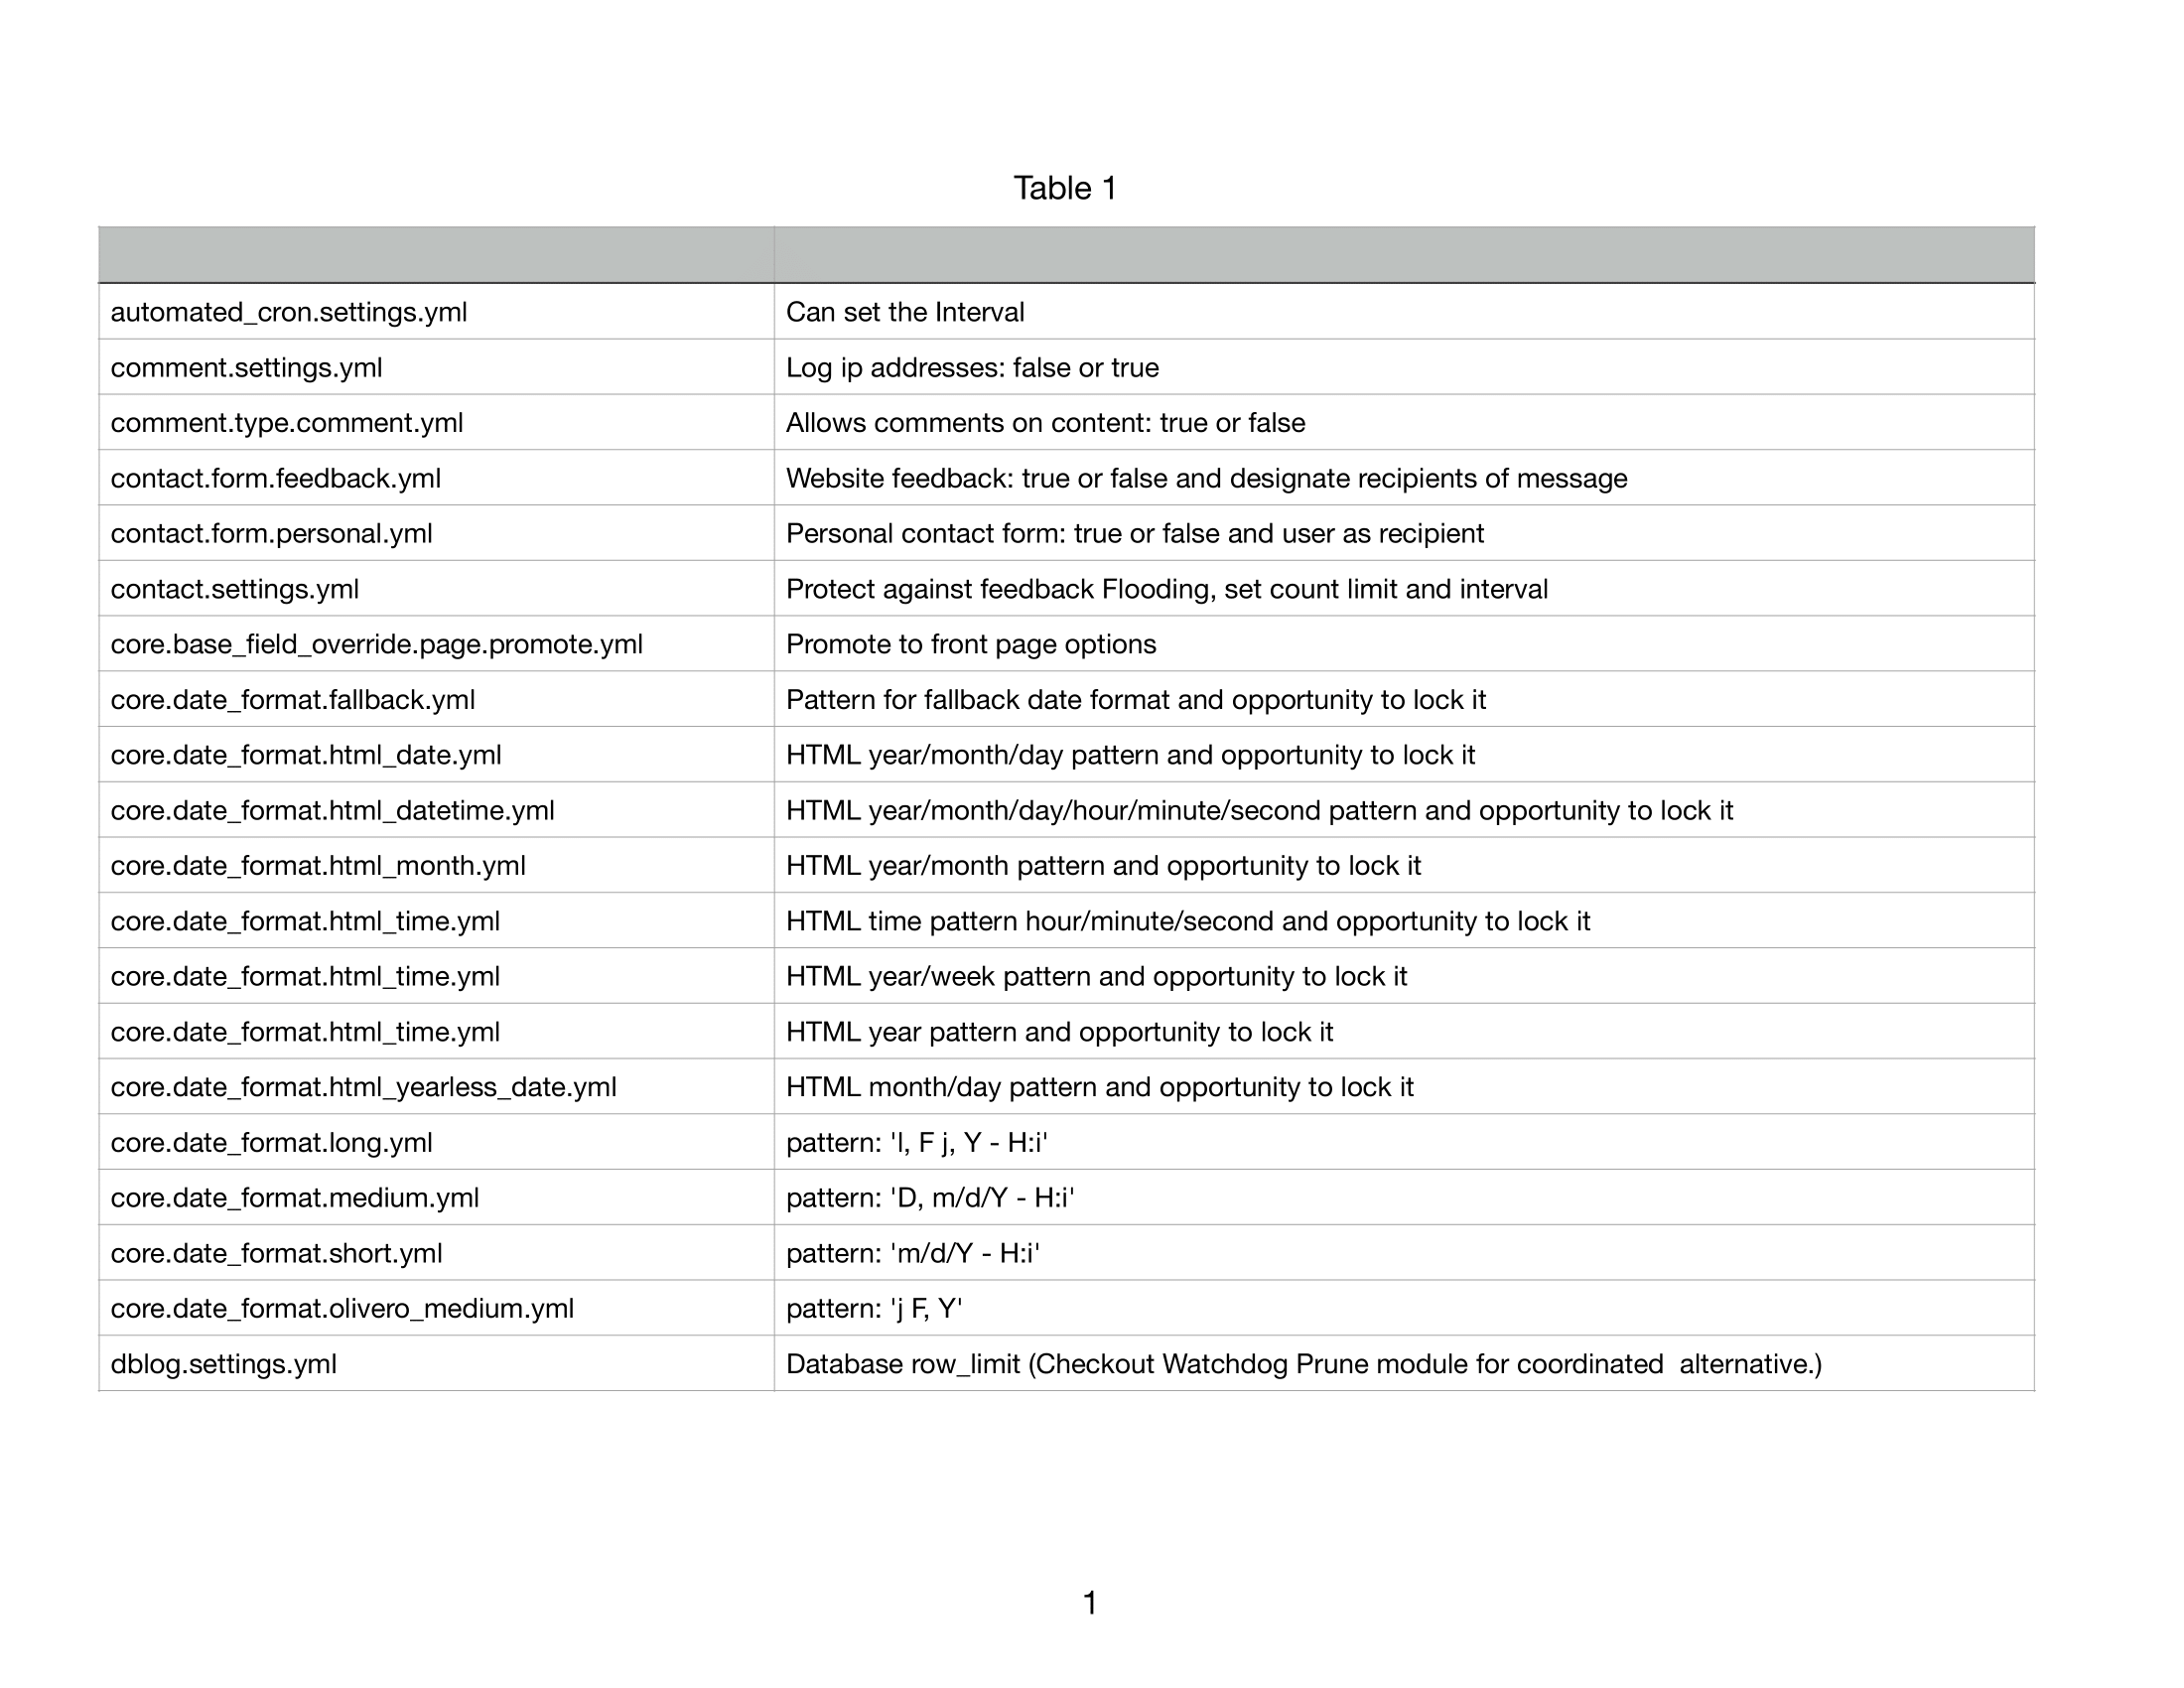 Table 1
automated_cron.settings.yml Can set the Interval
comment.settings.yml Log ip addresses: false or true
comment.type.comment.yml Allows comments on content: true or false
contact.form.feedback.yml Website feedback: true or false and designate recipients of message
contact.form.personal.yml Personal contact form: true or false and user as recipient
contact.settings.yml Protect against feedback Flooding, set count limit and interval
core.base_field_override.page.promote.yml Promote to front page options
core.date_format.fallback.yml Pattern for fallback date format and opportunity to lock it
core.date_format.html_date.yml HTML year/month/day pattern and opportunity to lock it
core.date_format.html_datetime.yml HTML year/month/day/hour/minute/second pattern and opportunity to lock it
core.date_format.html_month.yml HTML year/month pattern and opportunity to lock it
core.date_format.html_time.yml HTML time pattern hour/minute/second and opportunity to lock it
core.date_format.html_time.yml HTML year/week pattern and opportunity to lock it
core.date_format.html_time.yml HTML year pattern and opportunity to lock it
core.date_format.html_yearless_date.yml HTML month/day pattern and opportunity to lock it
core.date_format.long.yml pattern: 'l, F j, Y - H:i'
core.date_format.medium.yml pattern: 'D, m/d/Y - H:i'
core.date_format.short.yml pattern: 'm/d/Y - H:i'
core.date_format.olivero_medium.yml pattern: 'j F, Y'
dblog.settings.yml Database row_limit (Checkout Watchdog Prune module for coordinated  alternative.)
1